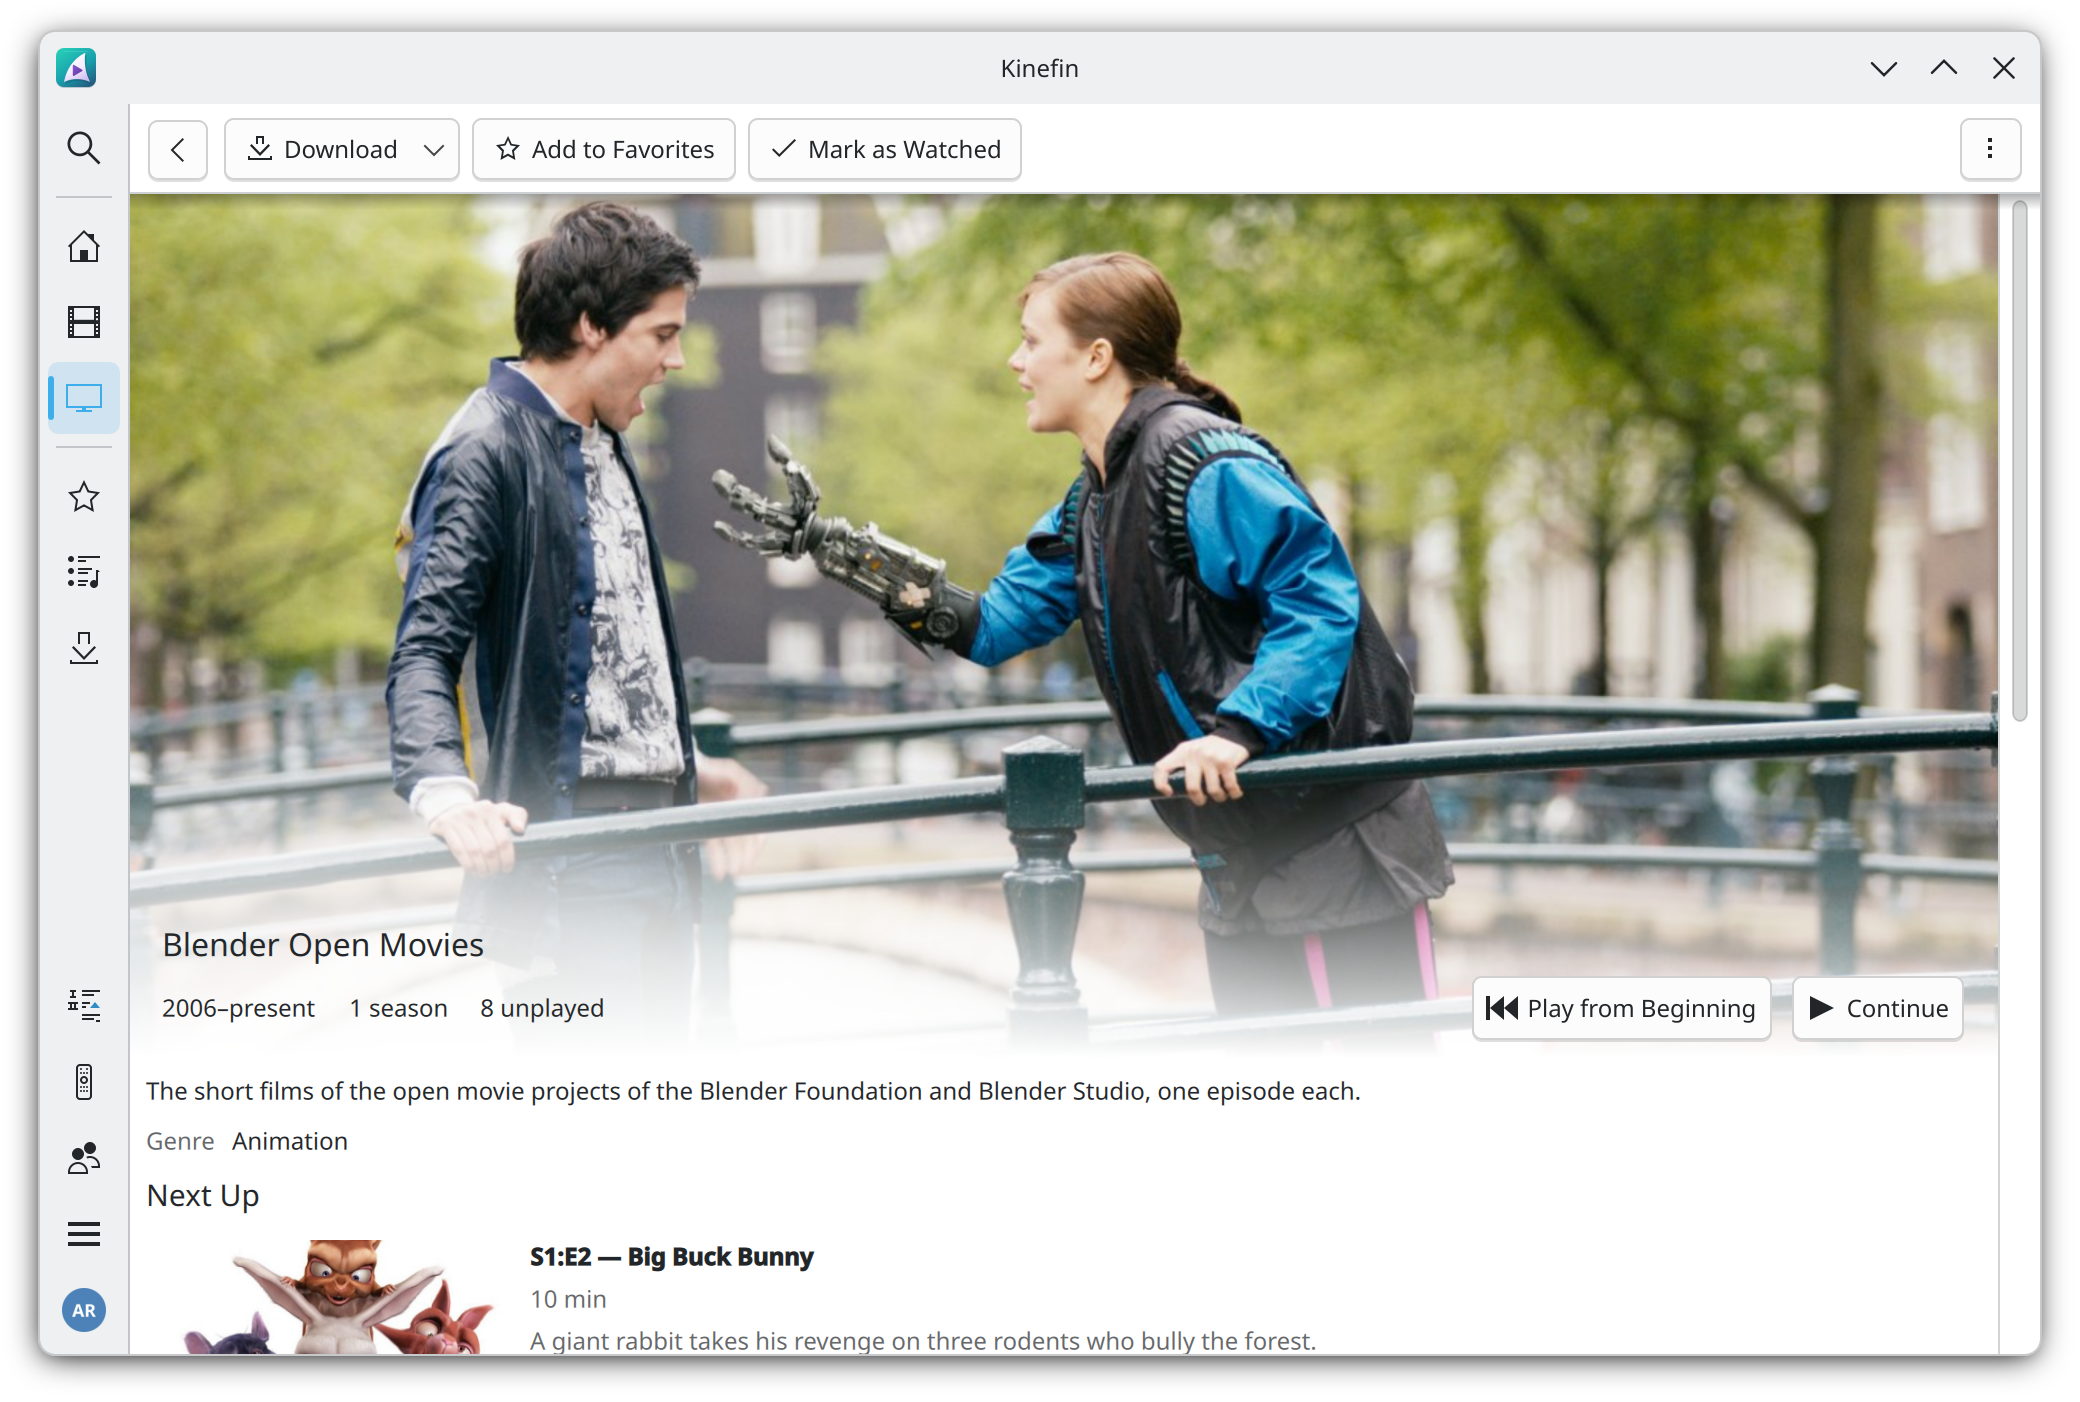 Kinefin
Download
Add to Favorites
Mark as Watched
Blender Open Movies
2006–present 1 season 8 unplayed
Play from Beginning
Continue
The short films of the open movie projects of the Blender Foundation and Blender Studio, one episode each.
Genre Animation
Next Up
S1:E2 — Big Buck Bunny
10 min
A giant rabbit takes his revenge on three rodents who bully the forest.
AR